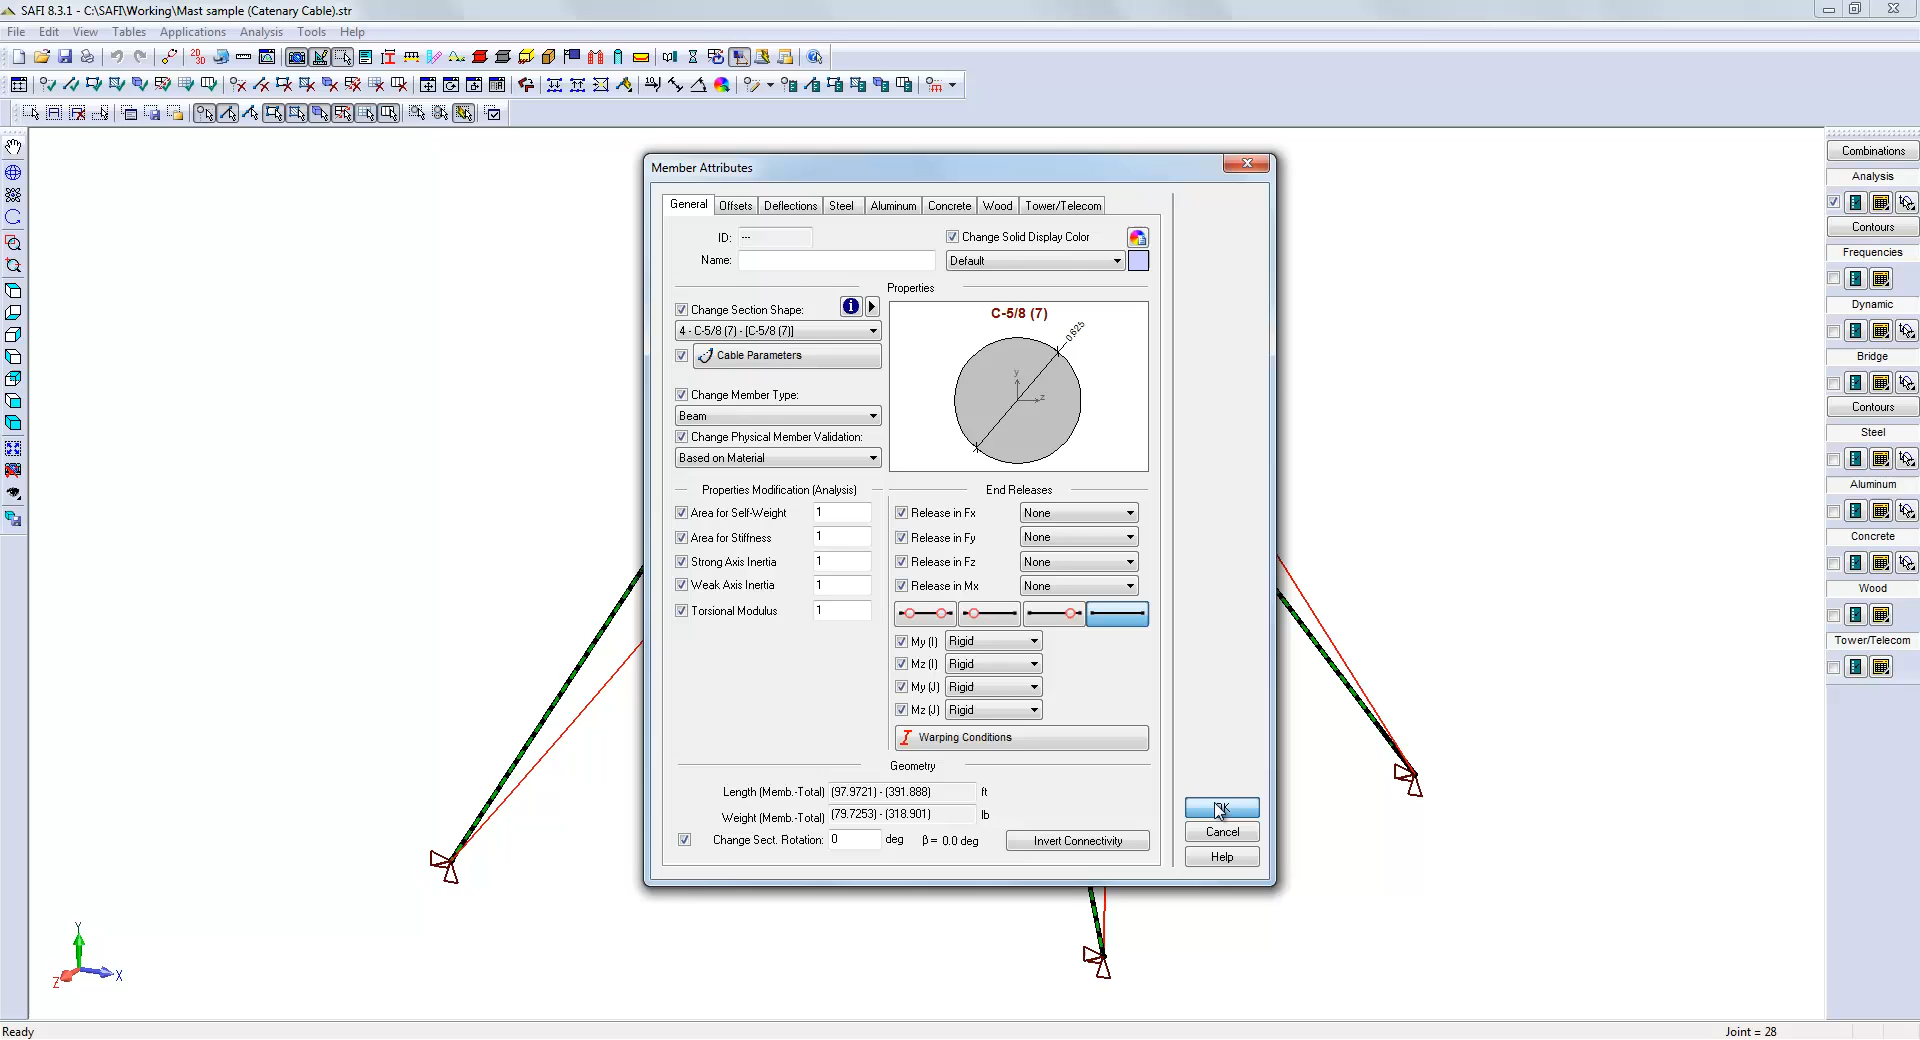 SAFI 8.3.1 - C:\SAFI\Working\Mast sample (Catenary Cable).str
File Edit View Tables Applications Analysis Tools Help
Member Attributes
General Offsets Deflections Steel Aluminum Concrete Wood Tower/Telecom
ID: ---
Change Solid Display Color
Name:
Default
Properties
Change Section Shape:
4 - C-5/8 (7) - [C-5/8 (7)]
Cable Parameters
C-5/8 (7)
0.625
y
z
Change Member Type:
Beam
Change Physical Member Validation:
Based on Material
Properties Modification (Analysis)
Area for Self-Weight 1
Area for Stiffness 1
Strong Axis Inertia 1
Weak Axis Inertia 1
Torsional Modulus 1
End Releases
Release in Fx None
Release in Fy None
Release in Fz None
Release in Mx None
My (I) Rigid
Mz (I) Rigid
My (J) Rigid
Mz (J) Rigid
Warping Conditions
Geometry
Length (Memb.-Total) (97.9721) - (391.888) ft
Weight (Memb.-Total) (79.7253) - (318.901) lb
Change Sect. Rotation: 0 deg β = 0.0 deg
Invert Connectivity
OK
Cancel
Help
Combinations
Analysis
Contours
Frequencies
Dynamic
Bridge
Contours
Steel
Aluminum
Concrete
Wood
Tower/Telecom
Y
X
Z
Ready
Joint = 28